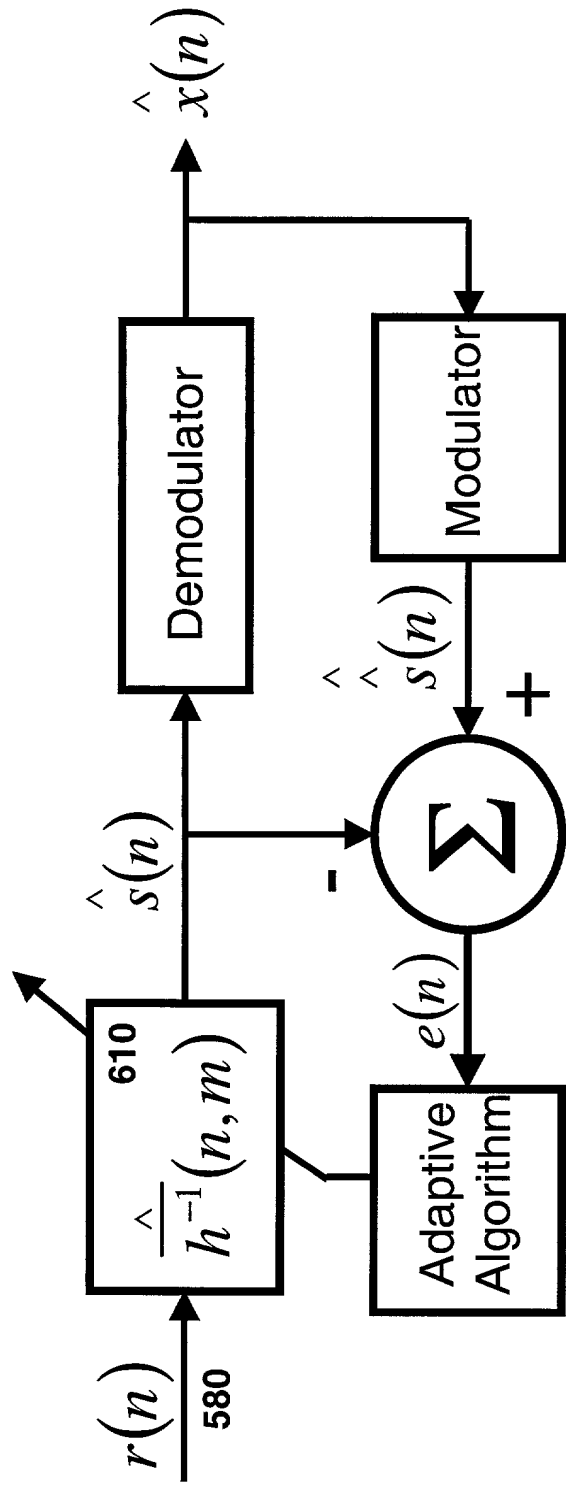 r(n)
580
610
ĥ⁻¹(n,m)
^
s(n)
Demodulator
^
x(n)
-
Adaptive
Algorithm
e(n)
Σ
+
^
^
s(n)
Modulator